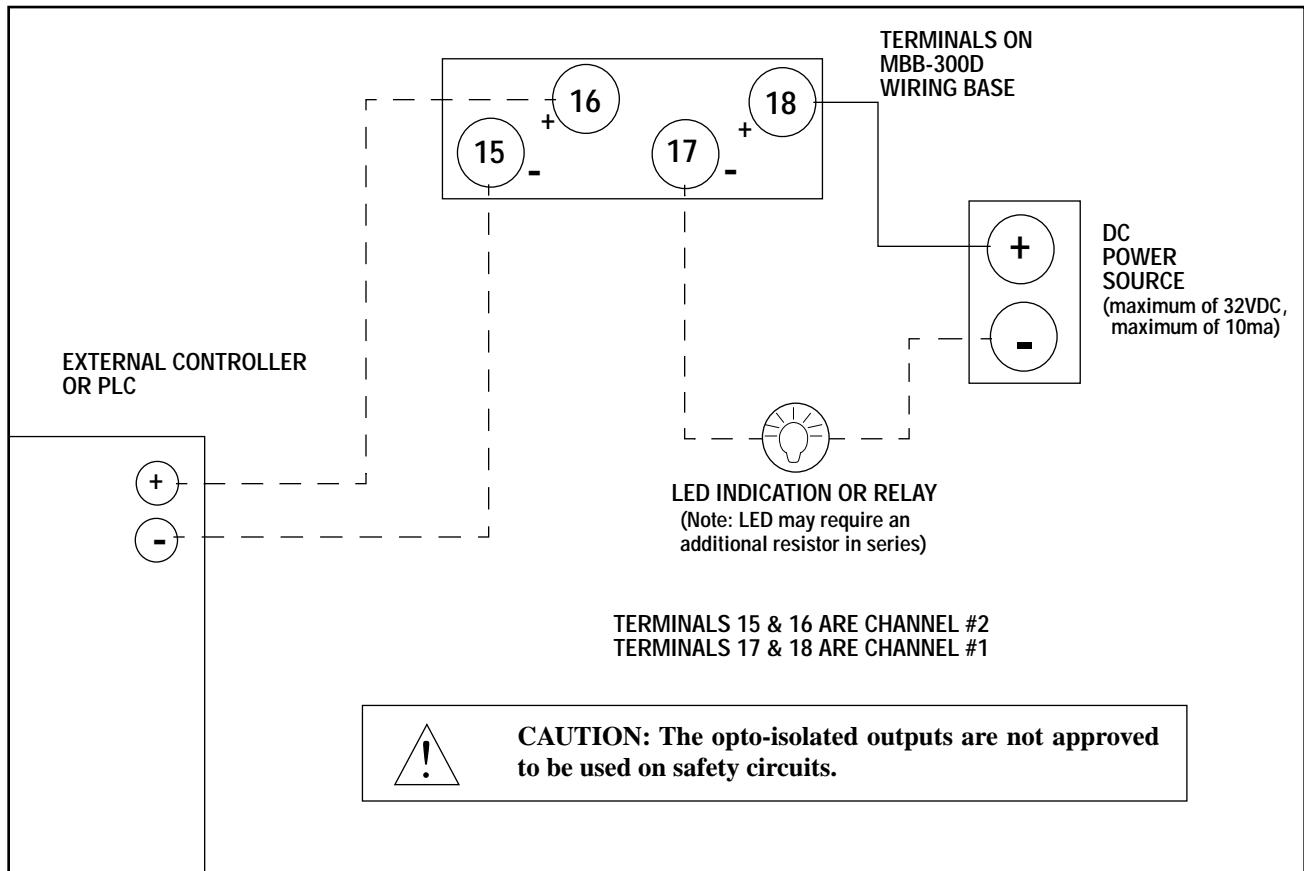 TERMINALS ON
MBB-300D
WIRING BASE
16
18
+
+
15
-
17
-
+
-
DC
POWER
SOURCE
(maximum of 32VDC,
maximum of 10ma)
EXTERNAL CONTROLLER
OR PLC
+
-
LED INDICATION OR RELAY
(Note: LED may require an
additional resistor in series)
TERMINALS 15 & 16 ARE CHANNEL #2
TERMINALS 17 & 18 ARE CHANNEL #1
!
CAUTION: The opto-isolated outputs are not approved
to be used on safety circuits.